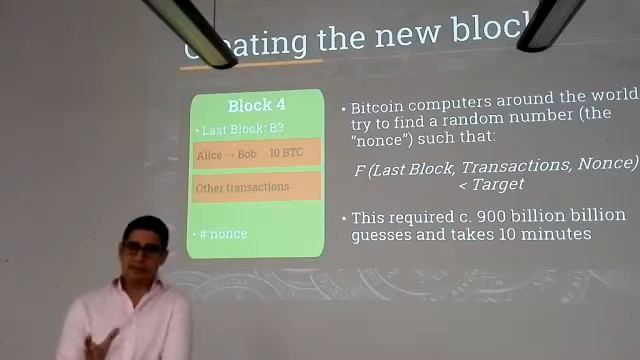 Creating the new block
Block 4
• Last Block: B3
Alice → Bob 10 BTC
Other transactions
• # nonce
• Bitcoin computers around the world
try to find a random number (the
"nonce") such that:
F (Last Block, Transactions, Nonce)
< Target
• This required c. 900 billion billion
guesses and takes 10 minutes